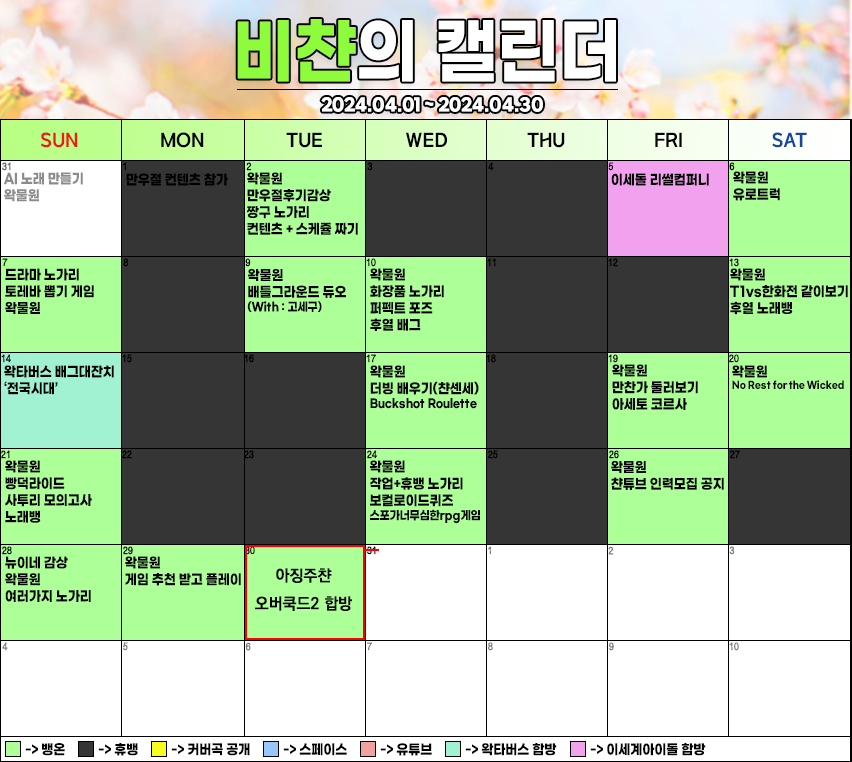 비챤의 캘린더
2024.04.01 ~ 2024.04.30
SUN MON TUE WED THU FRI SAT
31
AI 노래 만들기
왁물원
1
만우절 컨텐츠 참가
2
왁물원
만우절후기감상
짱구 노가리
컨텐츠 + 스케쥴 짜기
3
4
5
이세돌 리썰컴퍼니
6
왁물원
유로트럭
7
드라마 노가리
토레바 뽑기 게임
왁물원
8
9
왁물원
배틀그라운드 듀오
(With : 고세구)
10
왁물원
화장품 노가리
퍼펙트 포즈
후열 배그
11
12
13
왁물원
T1vs한화전 같이보기
후열 노래뱅
14
왁타버스 배그대잔치
'전국시대'
15
16
17
왁물원
더빙 배우기(챤센세)
Buckshot Roulette
18
19
왁물원
만찬가 둘러보기
아세토 코르사
20
왁물원
No Rest for the Wicked
21
왁물원
빵덕라이드
사투리 모의고사
노래뱅
22
23
24
왁물원
작업+휴뱅 노가리
보컬로이드퀴즈
스포가너무심한rpg게임
25
26
왁물원
챤튜브 인력모집 공지
27
28
뉴이네 감상
왁물원
여러가지 노가리
29
왁물원
게임 추천 받고 플레이
30
아징주챤
오버쿡드2 합방
31
1
2
3
4
5
6
7
8
9
10
-> 뱅온 -> 휴뱅 -> 커버곡 공개 -> 스페이스 -> 유튜브 -> 왁타버스 합방 -> 이세계아이돌 합방